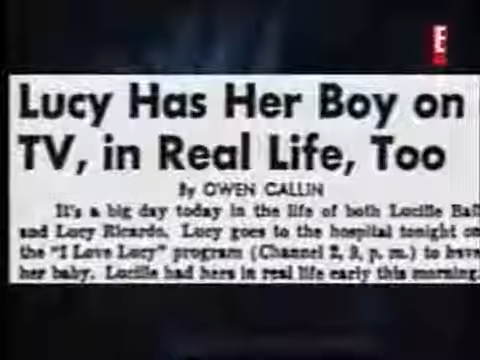 E
Lucy Has Her Boy on
TV, in Real Life, Too
By OWEN CALLIN
It's a big day today in the life of both Lucille Ball
and Lucy Ricardo. Lucy goes to the hospital tonight on
the "I Love Lucy" program (Channel 2, 9, p. m.) to have
her baby. Lucille had hers in real life early this morning.